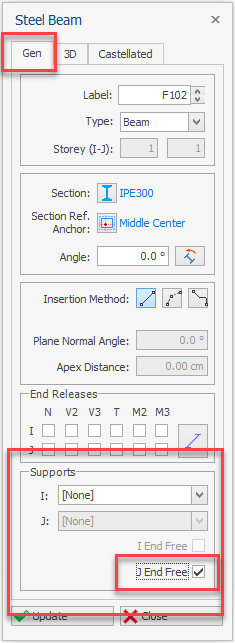 Steel Beam
Gen 3D Castellated
Label: F102
Type: Beam
Storey (I-J): 1 1
Section: IPE300
Section Ref. Anchor: Middle Center
Angle: 0.0 °
Insertion Method:
Plane Normal Angle: 0.0 °
Apex Distance: 0.00 cm
End Releases
N V2 V3 T M2 M3
I
J
Supports
I: [None]
J: [None]
I End Free
J End Free
Update Close